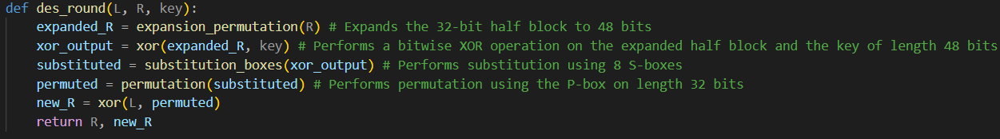 def des_round(L, R, key):
    expanded_R = expansion_permutation(R) # Expands the 32-bit half block to 48 bits
    xor_output = xor(expanded_R, key) # Performs a bitwise XOR operation on the expanded half block and the key of length 48 bits
    substituted = substitution_boxes(xor_output) # Performs substitution using 8 S-boxes
    permuted = permutation(substituted) # Performs permutation using the P-box on length 32 bits
    new_R = xor(L, permuted)
    return R, new_R